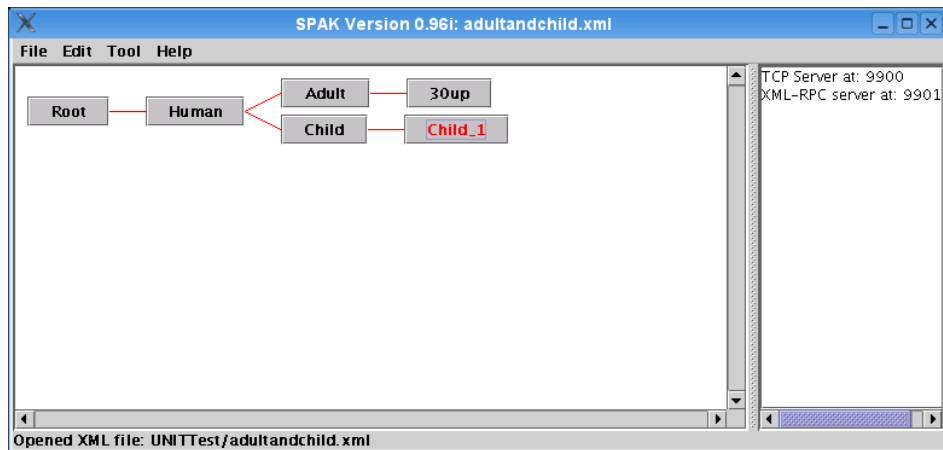 SPAK Version 0.96i: adultandchild.xml
File Edit Tool Help
TCP Server at: 9900
XML-RPC server at: 9901
Adult 30up
Root Human
Child Child_1
Opened XML file: UNITTest/adultandchild.xml